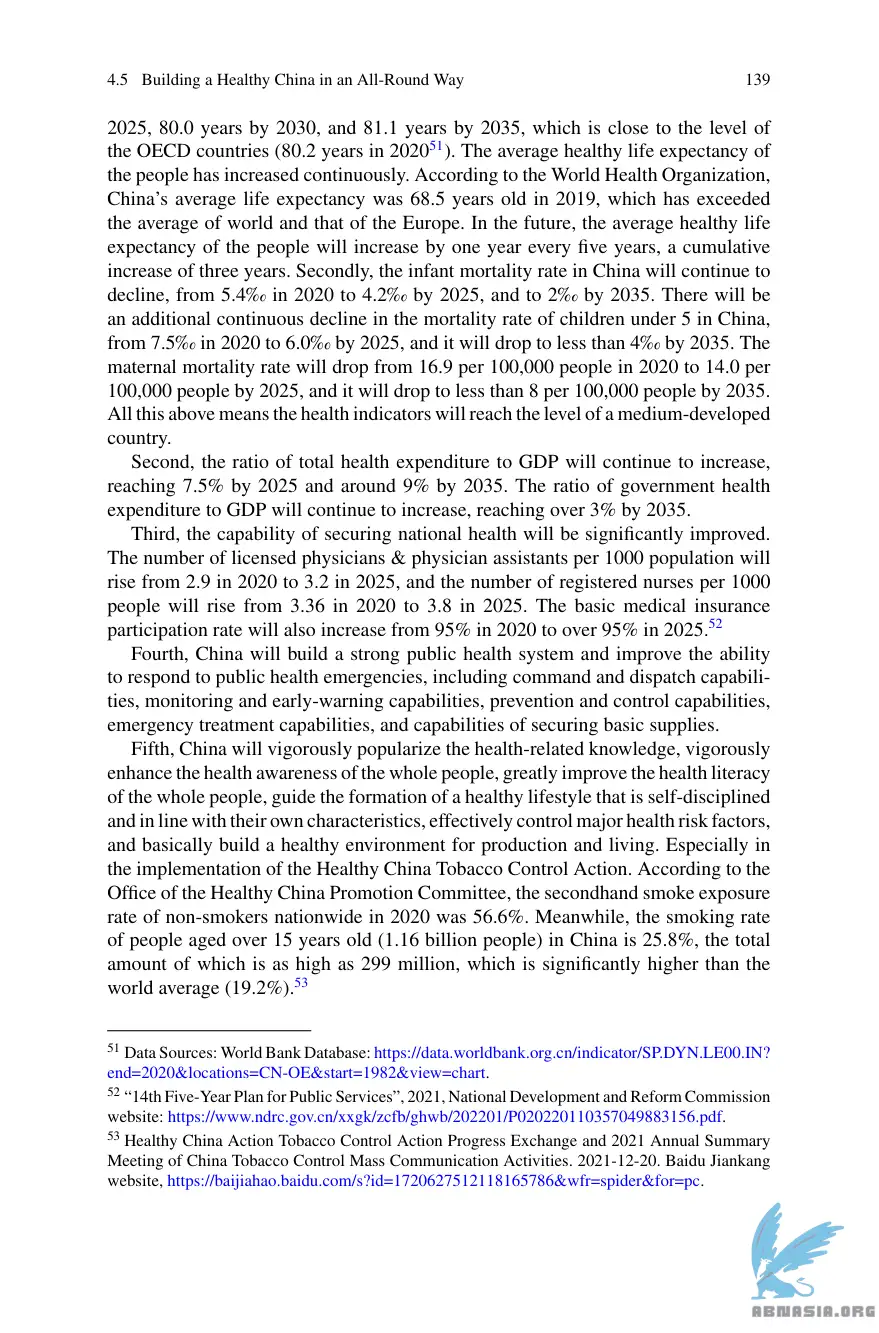 4.5 Building a Healthy China in an All-Round Way 139
2025, 80.0 years by 2030, and 81.1 years by 2035, which is close to the level of
the OECD countries (80.2 years in 2020⁵¹). The average healthy life expectancy of
the people has increased continuously. According to the World Health Organization,
China's average life expectancy was 68.5 years old in 2019, which has exceeded
the average of world and that of the Europe. In the future, the average healthy life
expectancy of the people will increase by one year every five years, a cumulative
increase of three years. Secondly, the infant mortality rate in China will continue to
decline, from 5.4‰ in 2020 to 4.2‰ by 2025, and to 2‰ by 2035. There will be
an additional continuous decline in the mortality rate of children under 5 in China,
from 7.5‰ in 2020 to 6.0‰ by 2025, and it will drop to less than 4‰ by 2035. The
maternal mortality rate will drop from 16.9 per 100,000 people in 2020 to 14.0 per
100,000 people by 2025, and it will drop to less than 8 per 100,000 people by 2035.
All this above means the health indicators will reach the level of a medium-developed
country.
Second, the ratio of total health expenditure to GDP will continue to increase,
reaching 7.5% by 2025 and around 9% by 2035. The ratio of government health
expenditure to GDP will continue to increase, reaching over 3% by 2035.
Third, the capability of securing national health will be significantly improved.
The number of licensed physicians & physician assistants per 1000 population will
rise from 2.9 in 2020 to 3.2 in 2025, and the number of registered nurses per 1000
people will rise from 3.36 in 2020 to 3.8 in 2025. The basic medical insurance
participation rate will also increase from 95% in 2020 to over 95% in 2025.⁵²
Fourth, China will build a strong public health system and improve the ability
to respond to public health emergencies, including command and dispatch capabili-
ties, monitoring and early-warning capabilities, prevention and control capabilities,
emergency treatment capabilities, and capabilities of securing basic supplies.
Fifth, China will vigorously popularize the health-related knowledge, vigorously
enhance the health awareness of the whole people, greatly improve the health literacy
of the whole people, guide the formation of a healthy lifestyle that is self-disciplined
and in line with their own characteristics, effectively control major health risk factors,
and basically build a healthy environment for production and living. Especially in
the implementation of the Healthy China Tobacco Control Action. According to the
Office of the Healthy China Promotion Committee, the secondhand smoke exposure
rate of non-smokers nationwide in 2020 was 56.6%. Meanwhile, the smoking rate
of people aged over 15 years old (1.16 billion people) in China is 25.8%, the total
amount of which is as high as 299 million, which is significantly higher than the
world average (19.2%).⁵³
⁵¹ Data Sources: World Bank Database: https://data.worldbank.org.cn/indicator/SP.DYN.LE00.IN?
end=2020&locations=CN-OE&start=1982&view=chart.
⁵² “14th Five-Year Plan for Public Services”, 2021, National Development and Reform Commission
website: https://www.ndrc.gov.cn/xxgk/zcfb/ghwb/202201/P020220110357049883156.pdf.
⁵³ Healthy China Action Tobacco Control Action Progress Exchange and 2021 Annual Summary
Meeting of China Tobacco Control Mass Communication Activities. 2021-12-20. Baidu Jiankang
website, https://baijiahao.baidu.com/s?id=1720627512118165786&wfr=spider&for=pc.
ABNASIA.ORG